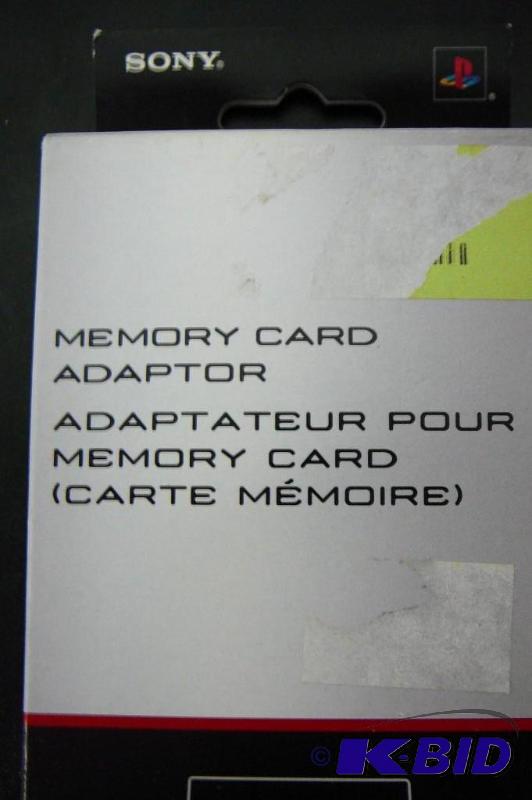 SONY®
MEMORY CARD
ADAPTOR
ADAPTATEUR POUR
MEMORY CARD
(CARTE MÉMOIRE)
© K-BID